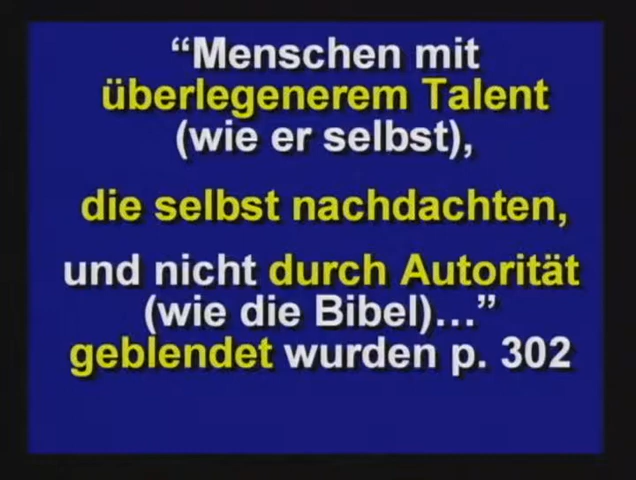 “Menschen mit
überlegenerem Talent
(wie er selbst),
die selbst nachdachten,
und nicht durch Autorität
(wie die Bibel)…”
geblendet wurden p. 302